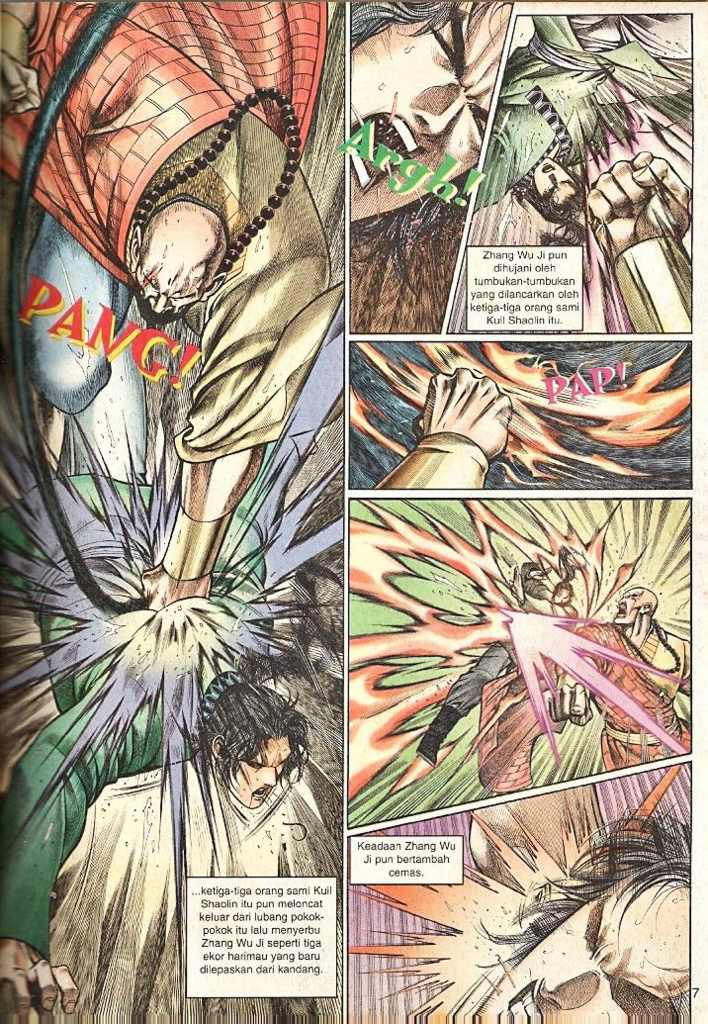 PANG!
...ketiga-tiga orang sami Kuil
Shaolin itu pun meloncat
keluar dari lubang pokok-
pokok itu lalu menyerbu
Zhang Wu Ji seperti tiga
ekor harimau yang baru
dilepaskan dari kandang.
Argh!
Zhang Wu Ji pun
dihujani oleh
tumbukan-tumbukan
yang dilancarkan oleh
ketiga-tiga orang sami
Kuil Shaolin itu.
PAP!
Keadaan Zhang Wu
Ji pun bertambah
cemas.
7